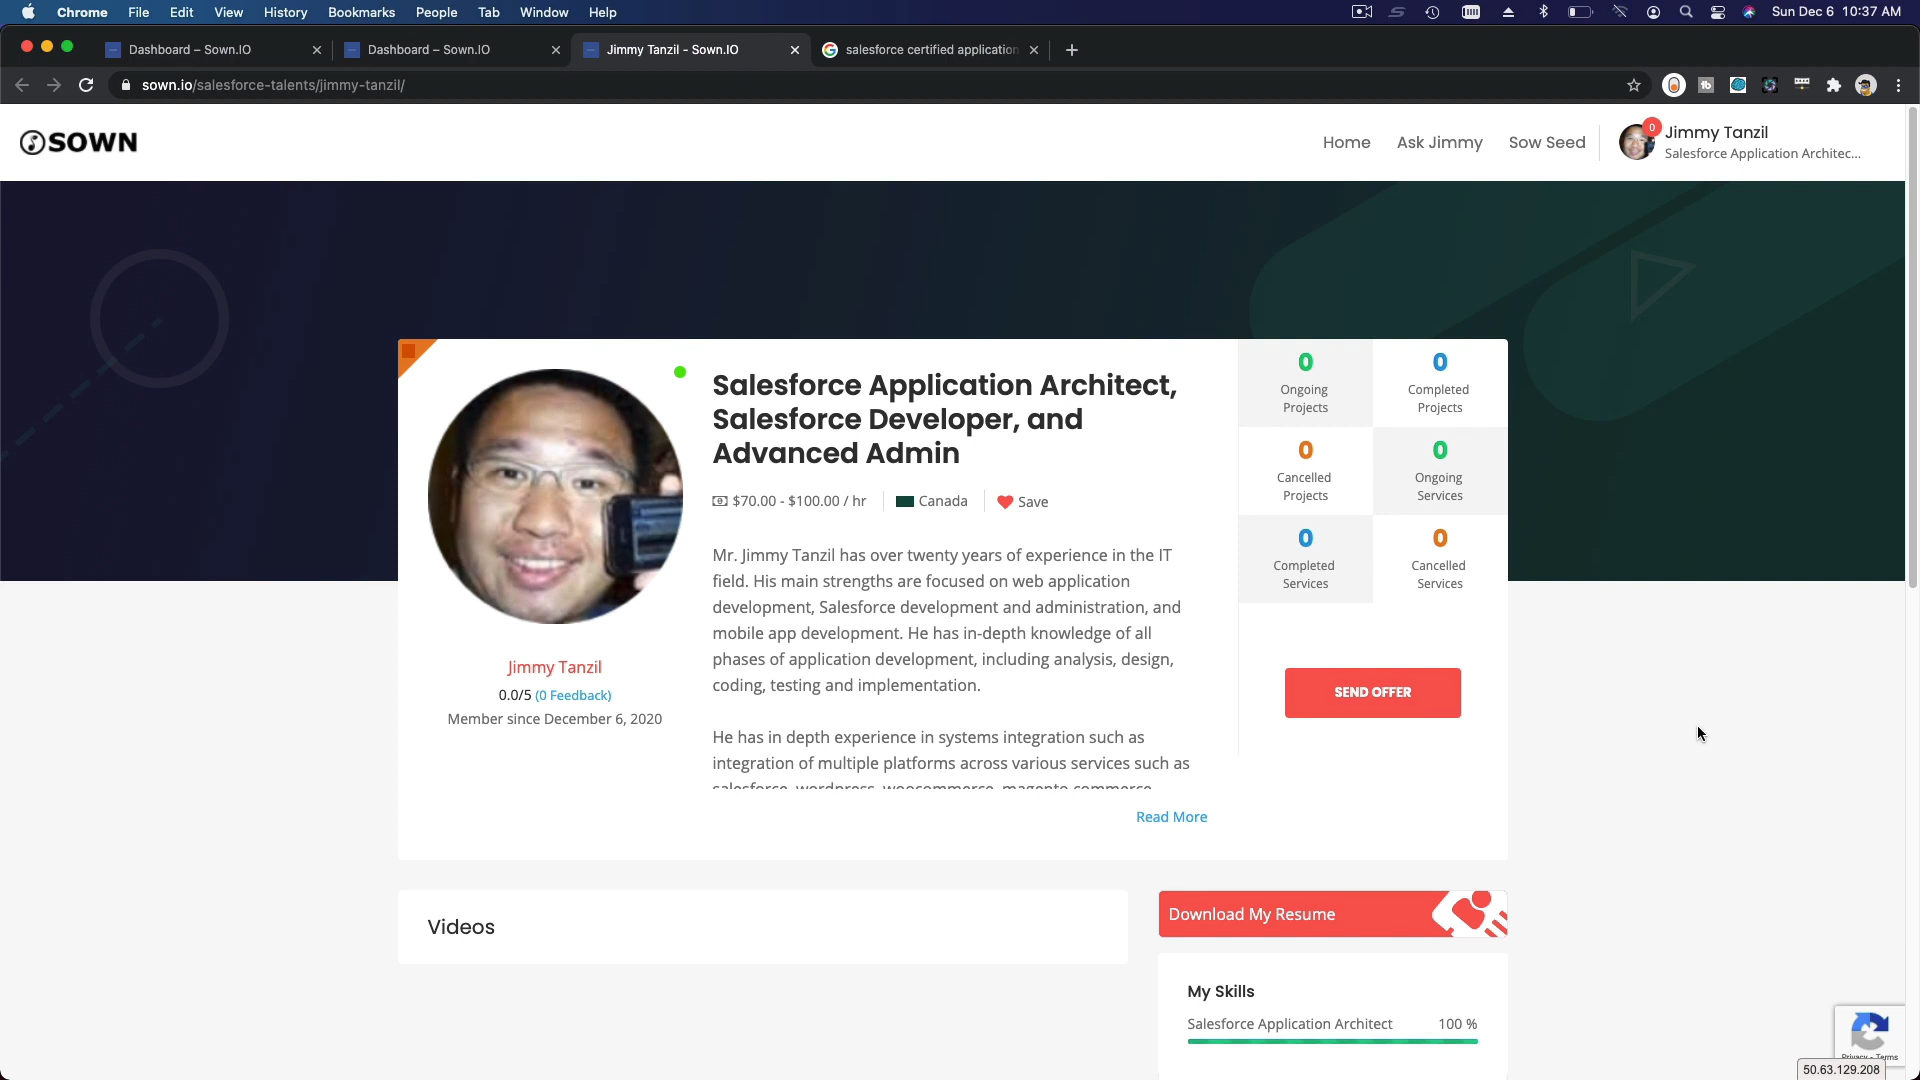 Chrome File Edit View History Bookmarks People Tab Window Help Sun Dec 6 10:37 AM
Dashboard – Sown.IO Dashboard – Sown.IO Jimmy Tanzil - Sown.IO salesforce certified application
sown.io/salesforce-talents/jimmy-tanzil/
SOWN
Home Ask Jimmy Sow Seed
0
Jimmy Tanzil
Salesforce Application Architec...
Salesforce Application Architect,
Salesforce Developer, and
Advanced Admin
$70.00 - $100.00 / hr Canada Save
Mr. Jimmy Tanzil has over twenty years of experience in the IT
field. His main strengths are focused on web application
development, Salesforce development and administration, and
mobile app development. He has in-depth knowledge of all
phases of application development, including analysis, design,
coding, testing and implementation.
He has in depth experience in systems integration such as
integration of multiple platforms across various services such as
salesforce, wordpress, woocommerce, magento commerce
Read More
Jimmy Tanzil
0.0/5 (0 Feedback)
Member since December 6, 2020
0
Ongoing
Projects
0
Completed
Projects
0
Cancelled
Projects
0
Ongoing
Services
0
Completed
Services
0
Cancelled
Services
SEND OFFER
Videos
Download My Resume
My Skills
Salesforce Application Architect 100 %
Privacy - Terms
50.63.129.208